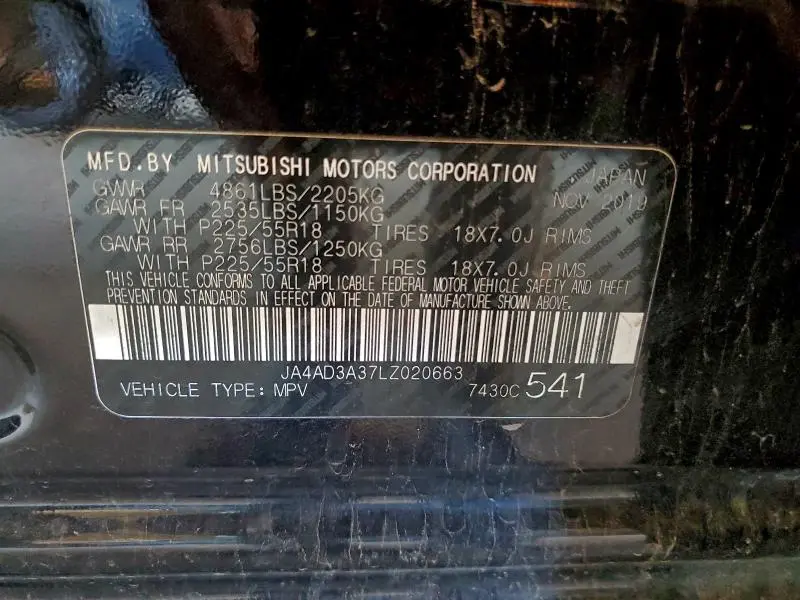 MFD. BY MITSUBISHI MOTORS CORPORATION JAPAN
GVWR 4861LBS/2205KG NOV 2019
GAWR FR 2535LBS/1150KG
WITH P225/55R18 TIRES 18X7.0J RIMS
GAWR RR 2756LBS/1250KG
WITH P225/55R18 TIRES 18X7.0J RIMS
THIS VEHICLE CONFORMS TO ALL APPLICABLE FEDERAL MOTOR VEHICLE SAFETY AND THEFT
PREVENTION STANDARDS IN EFFECT ON THE DATE OF MANUFACTURE SHOWN ABOVE.
JA4AD3A37LZ020663
VEHICLE TYPE: MPV 7430C 541